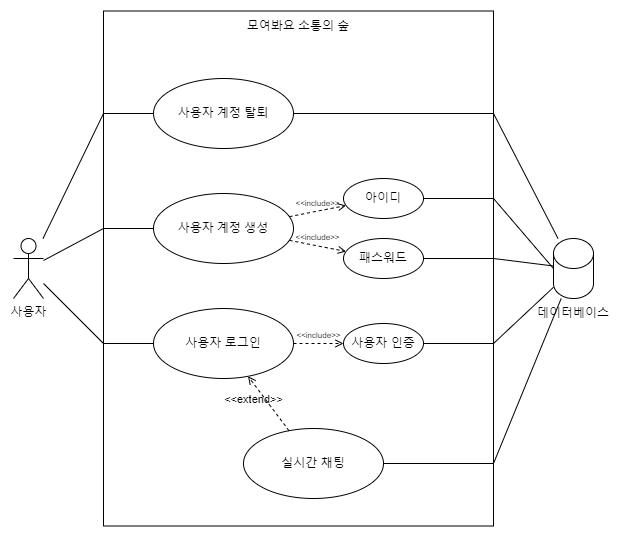 모여봐요 소통의 숲
사용자 계정 탈퇴
사용자 계정 생성
<<include>>
아이디
<<include>>
패스워드
사용자
데이터베이스
사용자 로그인
<<include>>
사용자 인증
<<extend>>
실시간 채팅